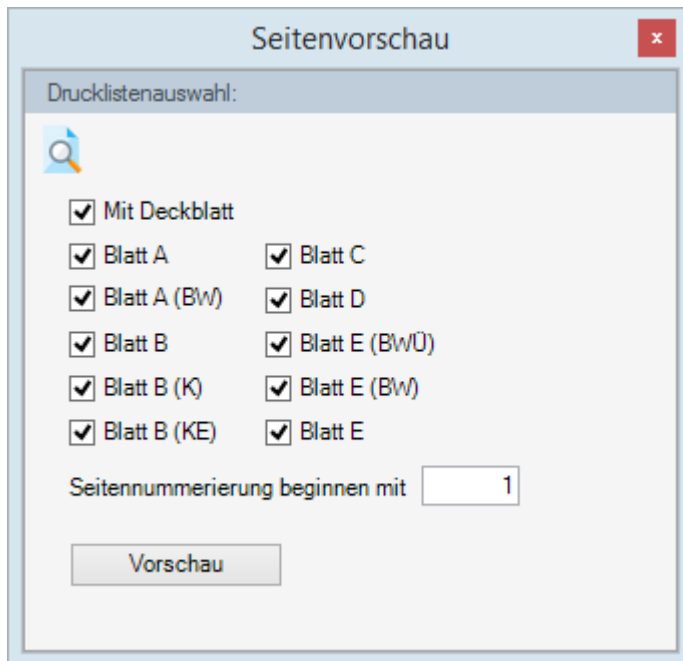 Seitenvorschau
x
Drucklistenauswahl:
Mit Deckblatt
Blatt A
Blatt C
Blatt A (BW)
Blatt D
Blatt B
Blatt E (BWÜ)
Blatt B (K)
Blatt E (BW)
Blatt B (KE)
Blatt E
Seitennummerierung beginnen mit 1
Vorschau